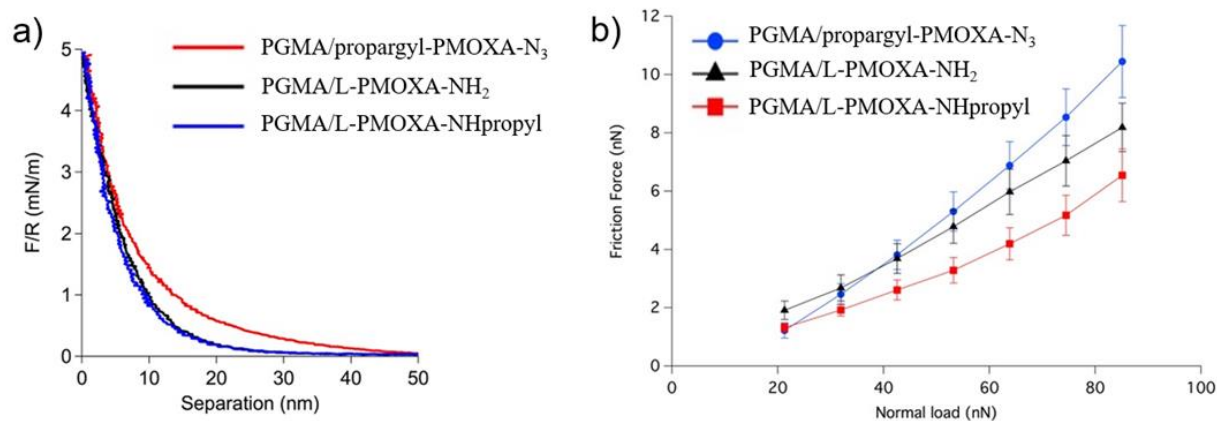 a)
PGMA/propargyl-PMOXA-N₃
PGMA/L-PMOXA-NH₂
PGMA/L-PMOXA-NHpropyl
5
4
3
2
1
0
F/R (mN/m)
0 10 20 30 40 50
Separation (nm)
b)
PGMA/propargyl-PMOXA-N₃
PGMA/L-PMOXA-NH₂
PGMA/L-PMOXA-NHpropyl
12
10
8
6
4
2
0
Friction Force (nN)
0 20 40 60 80 100
Normal load (nN)